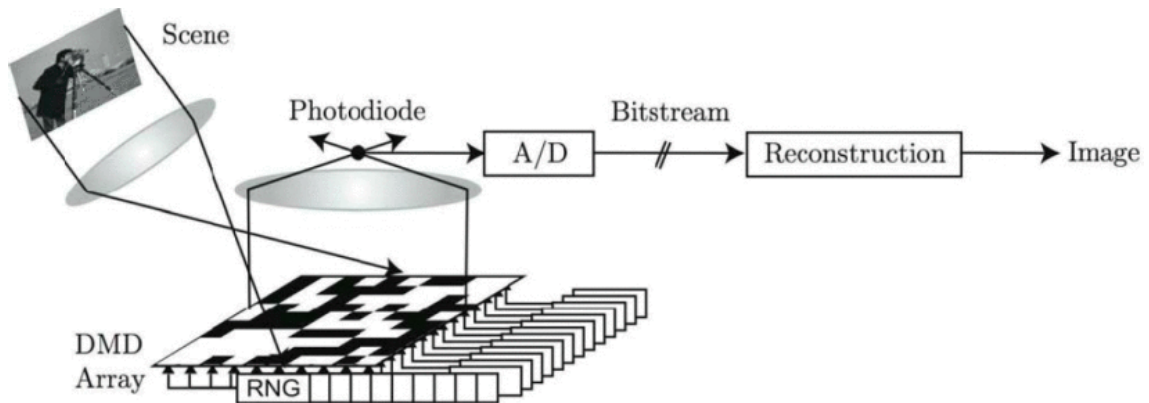 Scene
Photodiode
A/D
Bitstream
Reconstruction
Image
DMD
Array
RNG